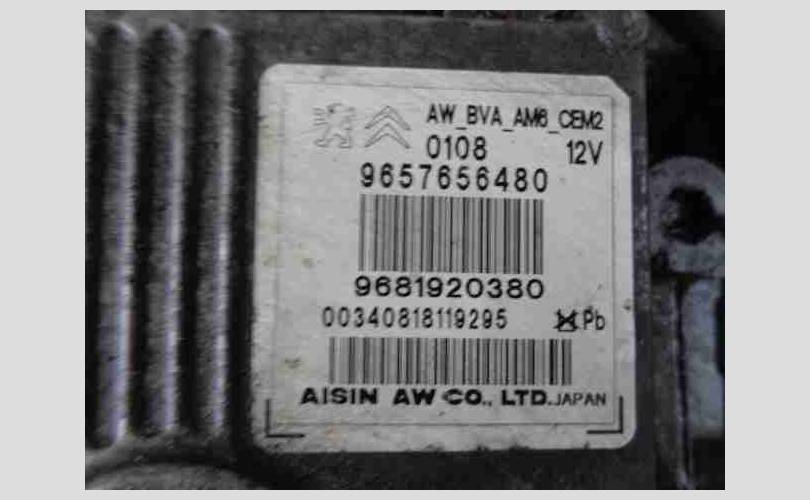 AW_BVA_AM6_CEM2
0108 12V
9657656480
9681920380
00340818119295 Pb
AISIN AW CO., LTD. JAPAN